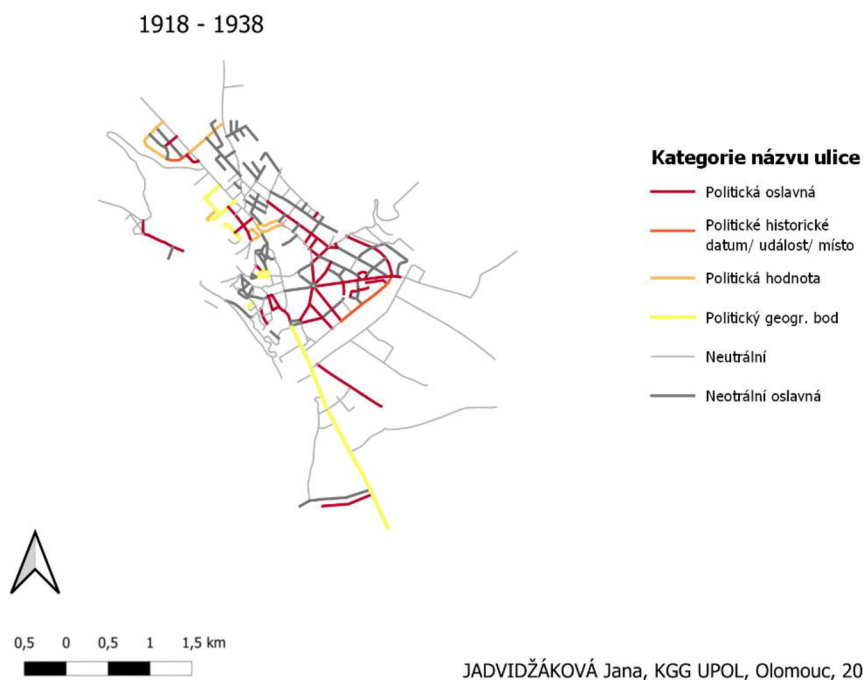 1918 - 1938
Kategorie názvu ulice
Politická oslavná
Politické historické
datum/ událost/ místo
Politická hodnota
Politický geogr. bod
Neutrální
Neotrální oslavná
0,5 0 0,5 1 1,5 km
JADVIDŽÁKOVÁ Jana, KGG UPOL, Olomouc, 20